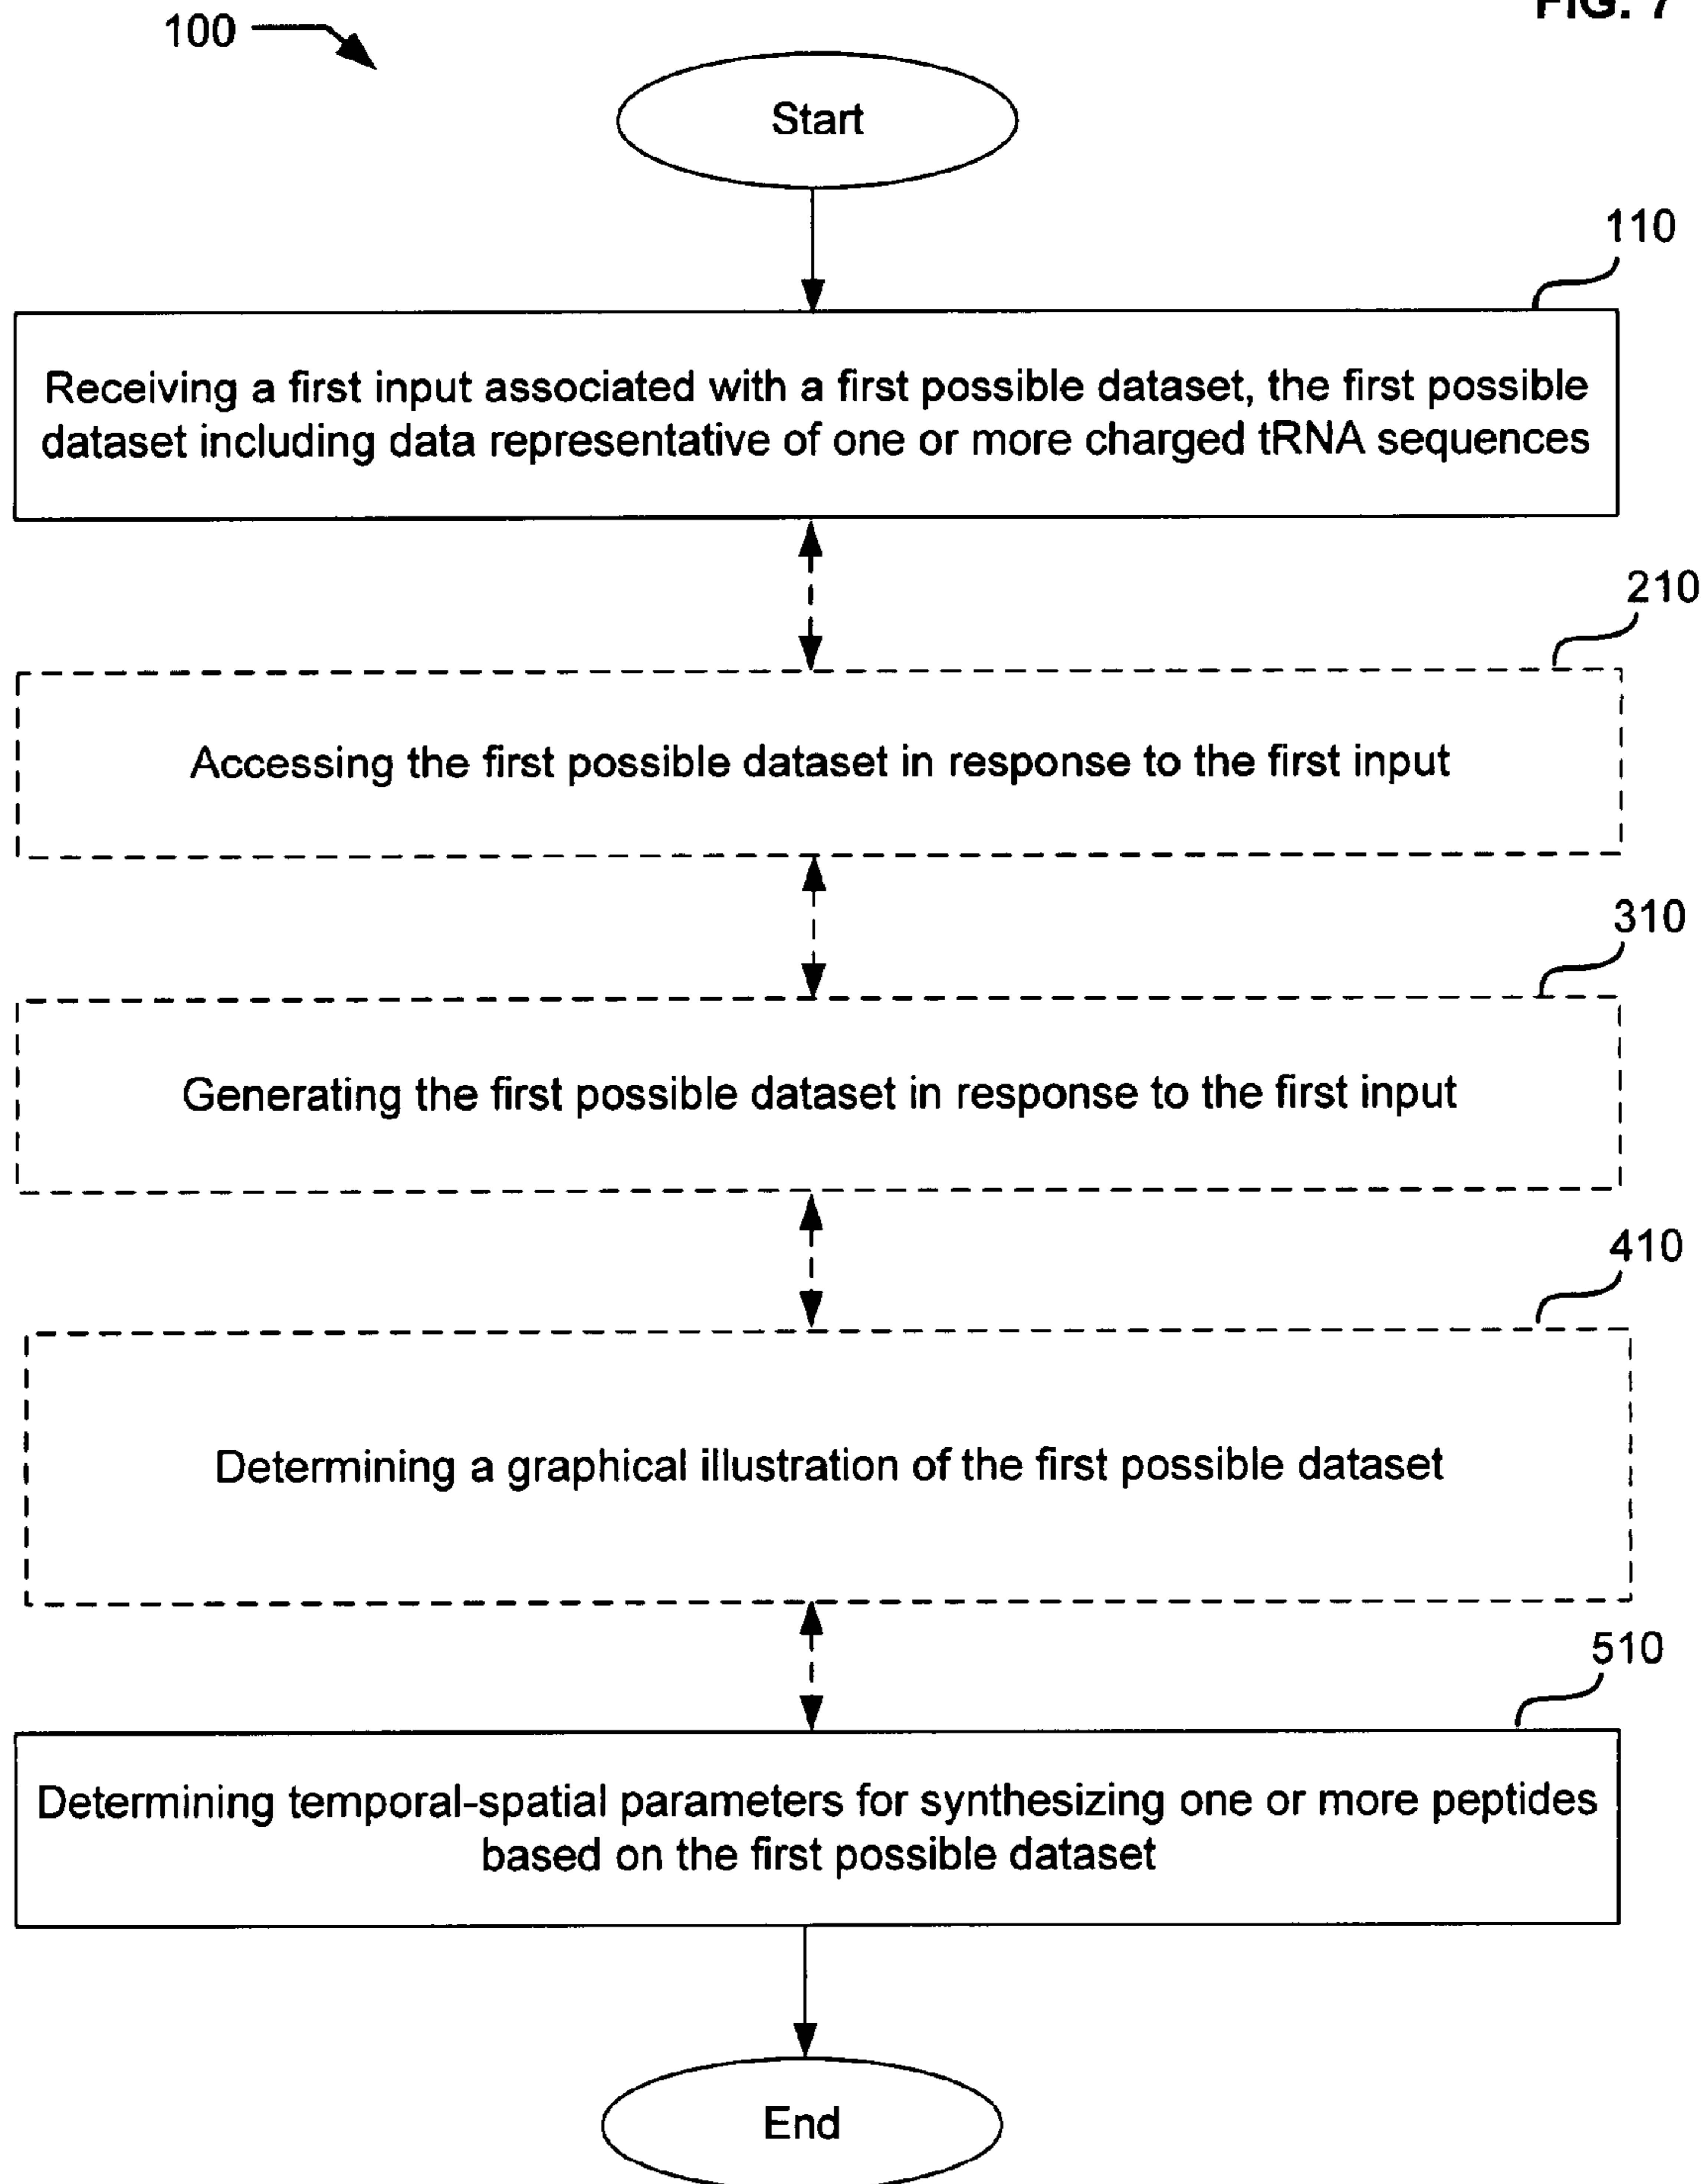 FIG. 7
100
Start
110
Receiving a first input associated with a first possible dataset, the first possible
dataset including data representative of one or more charged tRNA sequences
210
Accessing the first possible dataset in response to the first input
310
Generating the first possible dataset in response to the first input
410
Determining a graphical illustration of the first possible dataset
510
Determining temporal-spatial parameters for synthesizing one or more peptides
based on the first possible dataset
End